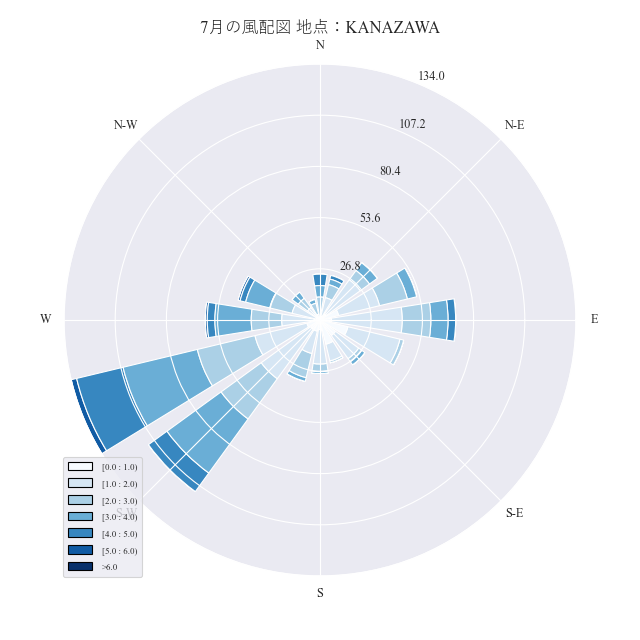 7月の風配図 地点：KANAZAWA
N
134.0
N-W
107.2
N-E
80.4
53.6
26.8
W
E
[0.0 : 1.0)
[1.0 : 2.0)
[2.0 : 3.0)
[3.0 : 4.0)
[4.0 : 5.0)
[5.0 : 6.0)
>6.0
S-W
S-E
S